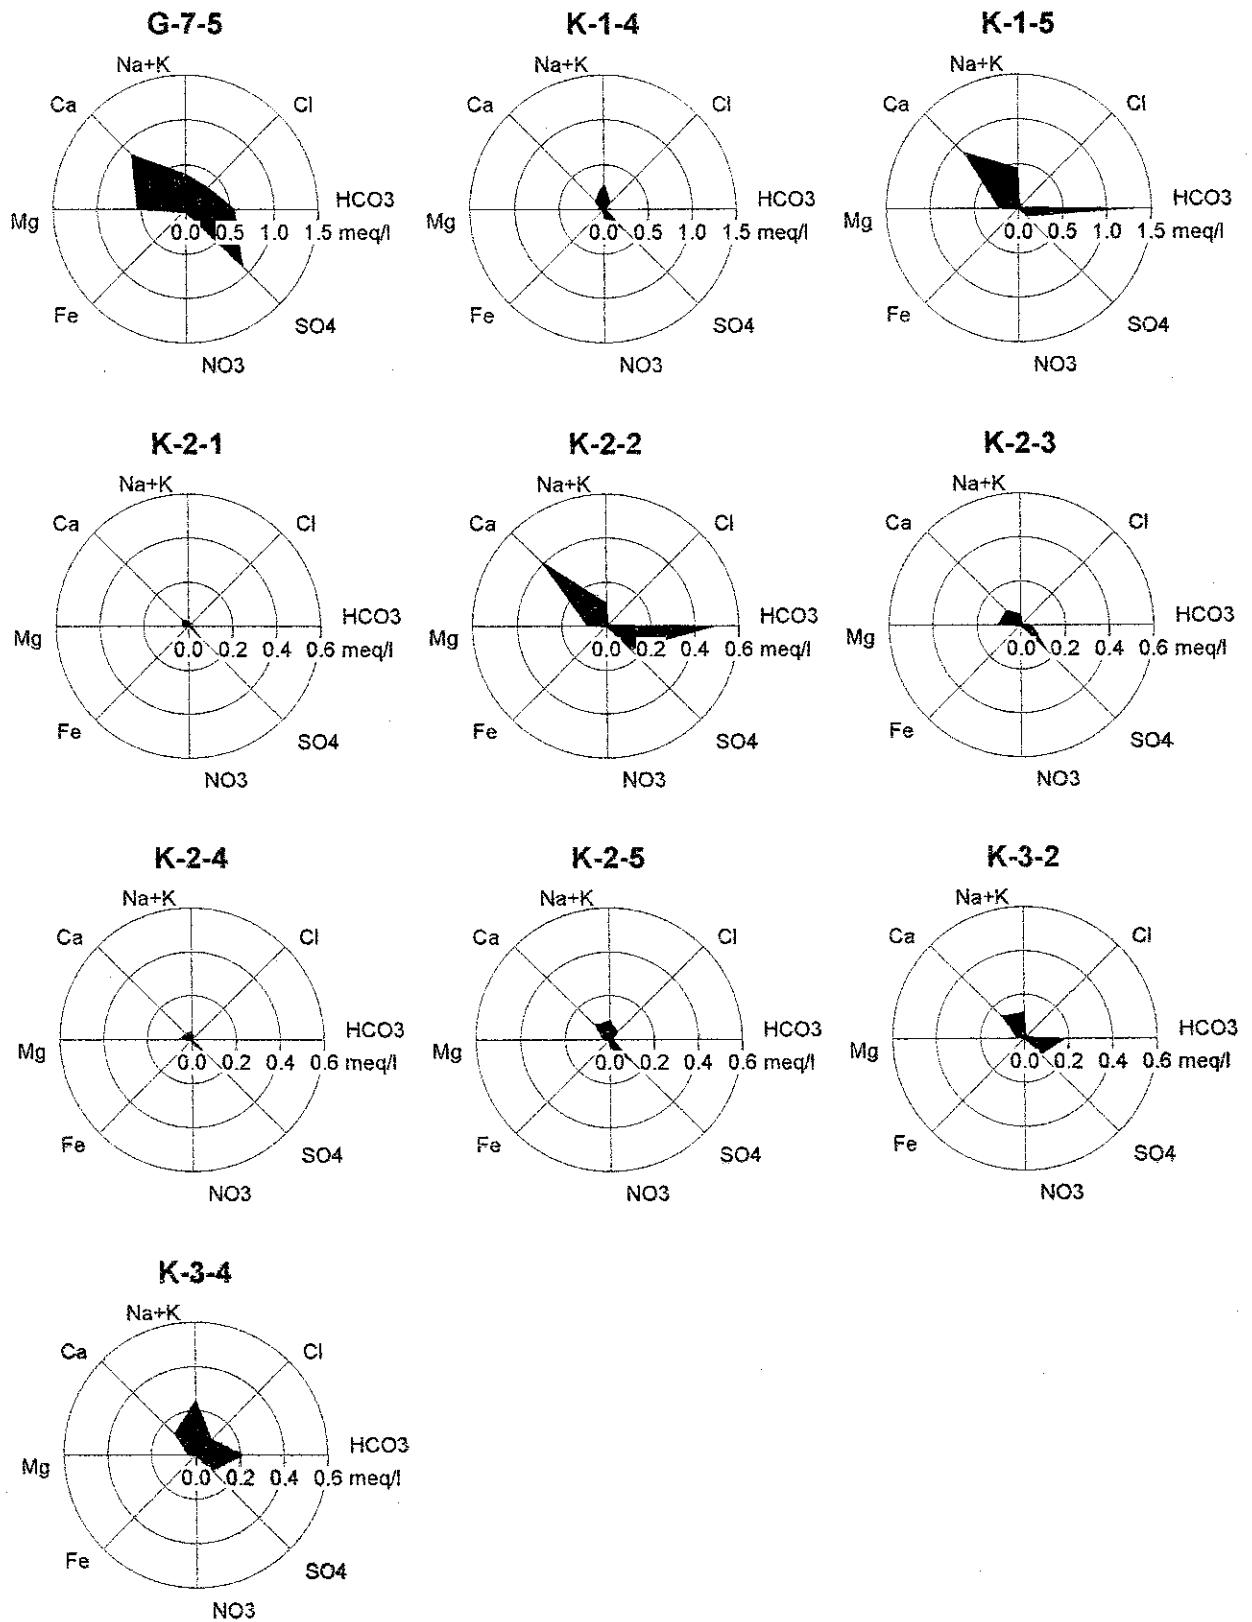 G-7-5
K-1-4
K-1-5
Na+K
Ca
Cl
HCO3
Mg
0.0 0.5 1.0 1.5 meq/l
Fe
SO4
NO3
Na+K
Ca
Cl
HCO3
Mg
0.0 0.5 1.0 1.5 meq/l
Fe
SO4
NO3
Na+K
Ca
Cl
HCO3
Mg
0.0 0.5 1.0 1.5 meq/l
Fe
SO4
NO3
K-2-1
K-2-2
K-2-3
Na+K
Ca
Cl
HCO3
Mg
0.0 0.2 0.4 0.6 meq/l
Fe
SO4
NO3
Na+K
Ca
Cl
HCO3
Mg
0.0 0.2 0.4 0.6 meq/l
Fe
SO4
NO3
Na+K
Ca
Cl
HCO3
Mg
0.0 0.2 0.4 0.6 meq/l
Fe
SO4
NO3
K-2-4
K-2-5
K-3-2
Na+K
Ca
Cl
HCO3
Mg
0.0 0.2 0.4 0.6 meq/l
Fe
SO4
NO3
Na+K
Ca
Cl
HCO3
Mg
0.0 0.2 0.4 0.6 meq/l
Fe
SO4
NO3
Na+K
Ca
Cl
HCO3
Mg
0.0 0.2 0.4 0.6 meq/l
Fe
SO4
NO3
K-3-4
Na+K
Ca
Cl
HCO3
Mg
0.0 0.2 0.4 0.6 meq/l
Fe
SO4
NO3